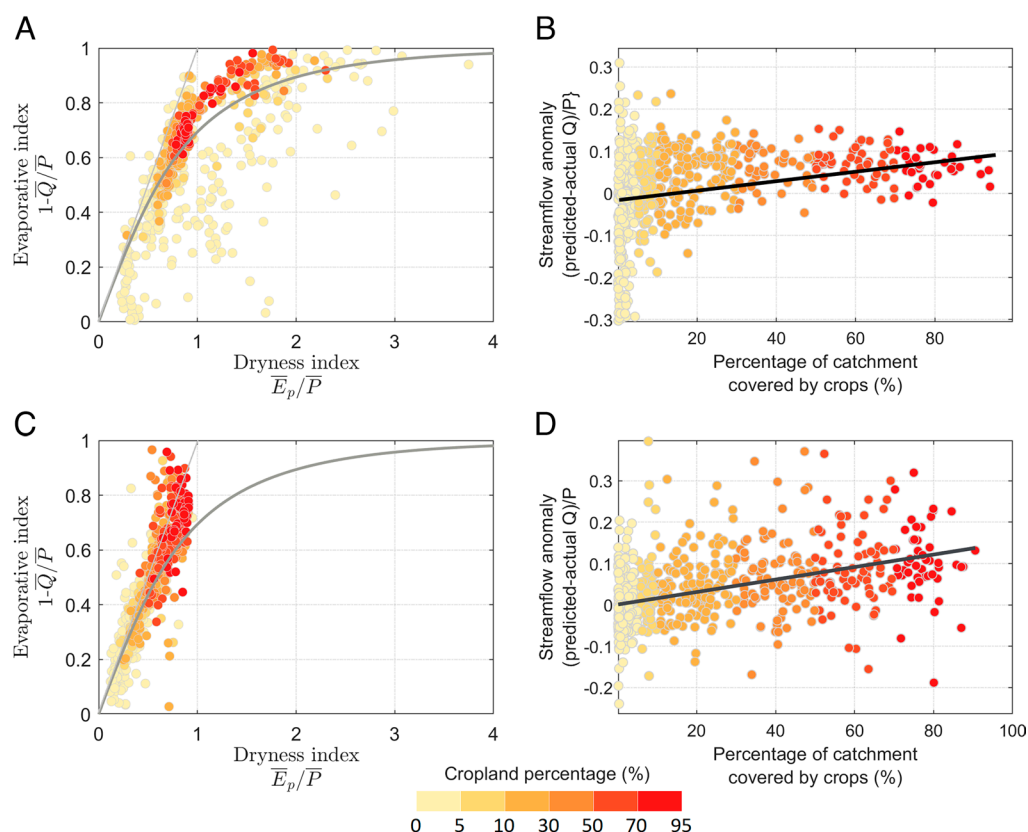 A
Evaporative index
1-Q̅/P̅
1
0.8
0.6
0.4
0.2
0
0
1
2
3
4
Dryness index
E̅ₚ/P̅
B
Streamflow anomaly
(predicted-actual Q)/P}
0.3
0.2
0.1
0
-0.1
-0.2
-0.3
20
40
60
80
Percentage of catchment
covered by crops (%)
C
Evaporative index
1-Q̅/P̅
1
0.8
0.6
0.4
0.2
0
0
1
2
3
4
Dryness index
E̅ₚ/P̅
D
Streamflow anomaly
(predicted-actual Q)/P
0.3
0.2
0.1
0
-0.1
-0.2
20
40
60
80
100
Percentage of catchment
covered by crops (%)
Cropland percentage (%)
0 5 10 30 50 70 95